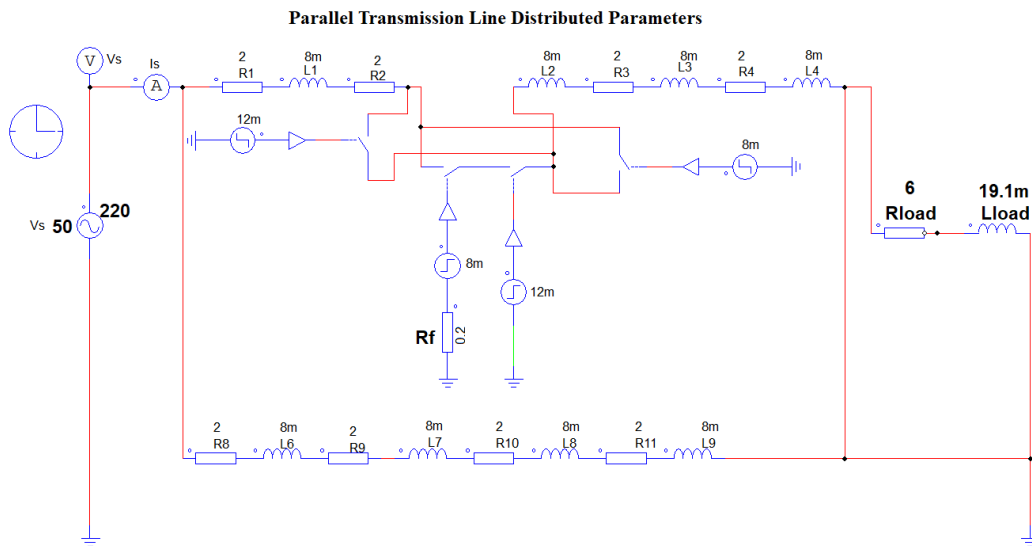 Parallel Transmission Line Distributed Parameters
V Vs
Is
A
2
R1
8m
L1
2
R2
8m
L2
2
R3
8m
L3
2
R4
8m
L4
12m
8m
Vs 50 220
6
Rload
19.1m
Lload
8m
12m
Rf
0.2
2
R8
8m
L6
2
R9
8m
L7
2
R10
8m
L8
2
R11
8m
L9